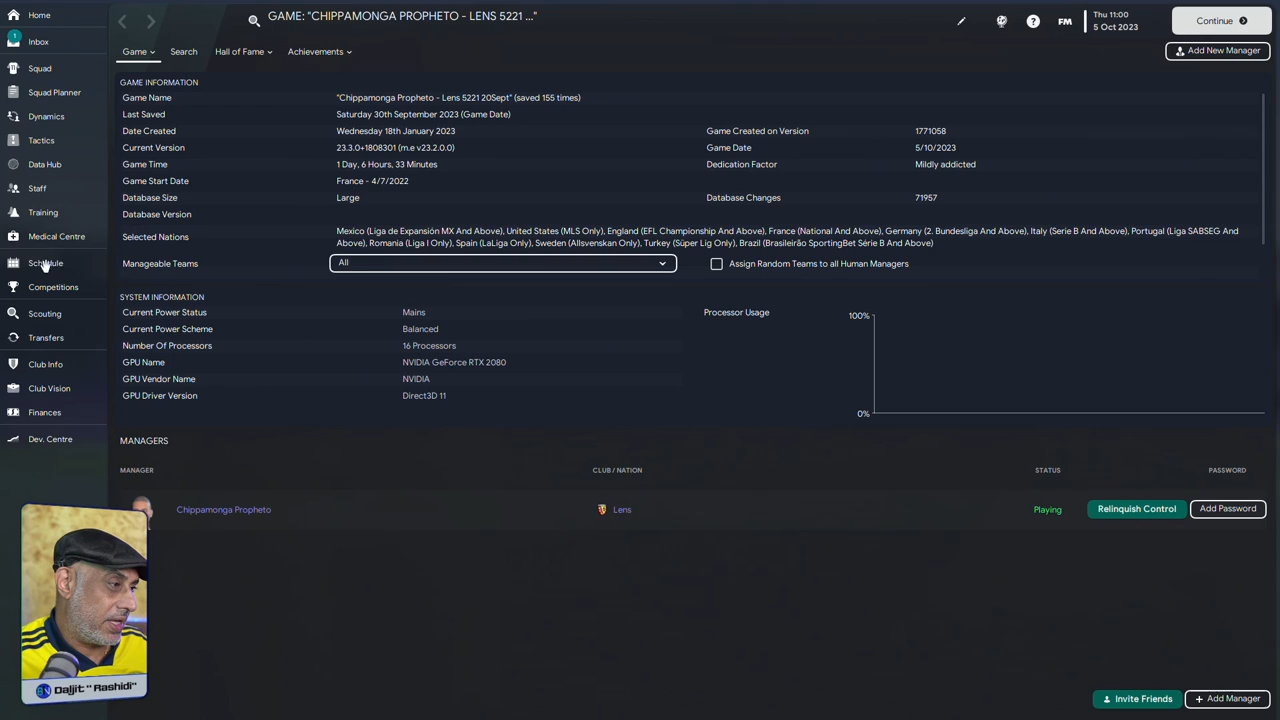 Home
GAME: "CHIPPAMONGA PROPHETO - LENS 5221 ..."
FM
Thu 11:00
5 Oct 2023
Continue
1
Inbox
Game
Search
Hall of Fame
Achievements
Add New Manager
Squad
Squad Planner
Dynamics
Tactics
Data Hub
Staff
Training
Medical Centre
Schedule
Competitions
Scouting
Transfers
Club Info
Club Vision
Finances
Dev. Centre
GAME INFORMATION
Game Name "Chippamonga Propheto - Lens 5221 20Sept" (saved 155 times)
Last Saved Saturday 30th September 2023 (Game Date)
Date Created Wednesday 18th January 2023 Game Created on Version 1771058
Current Version 23.3.0+1808301 (m.e v23.2.0.0) Game Date 5/10/2023
Game Time 1 Day, 6 Hours, 33 Minutes Dedication Factor Mildly addicted
Game Start Date France - 4/7/2022
Database Size Large Database Changes 71957
Database Version
Selected Nations Mexico (Liga de Expansión MX And Above), United States (MLS Only), England (EFL Championship And Above), France (National And Above), Germany (2. Bundesliga And Above), Italy (Serie B And Above), Portugal (Liga SABSEG And
Above), Romania (Liga I Only), Spain (LaLiga Only), Sweden (Allsvenskan Only), Turkey (Süper Lig Only), Brazil (Brasileirão SportingBet Série B And Above)
Manageable Teams All Assign Random Teams to all Human Managers
SYSTEM INFORMATION
Current Power Status Mains Processor Usage 100%
Current Power Scheme Balanced
Number Of Processors 16 Processors
GPU Name NVIDIA GeForce RTX 2080
GPU Vendor Name NVIDIA
GPU Driver Version Direct3D 11
0%
MANAGERS
MANAGER CLUB / NATION STATUS PASSWORD
Chippamonga Propheto Lens Playing Relinquish Control Add Password
Daljit "Rashidi"
Invite Friends
+ Add Manager